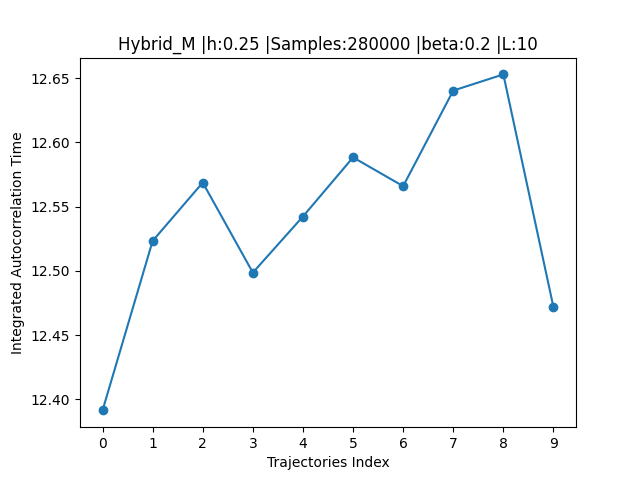 Hybrid_M |h:0.25 |Samples:280000 |beta:0.2 |L:10
12.65
12.60
12.55
12.50
12.45
12.40
Integrated Autocorrelation Time
0 1 2 3 4 5 6 7 8 9
Trajectories Index